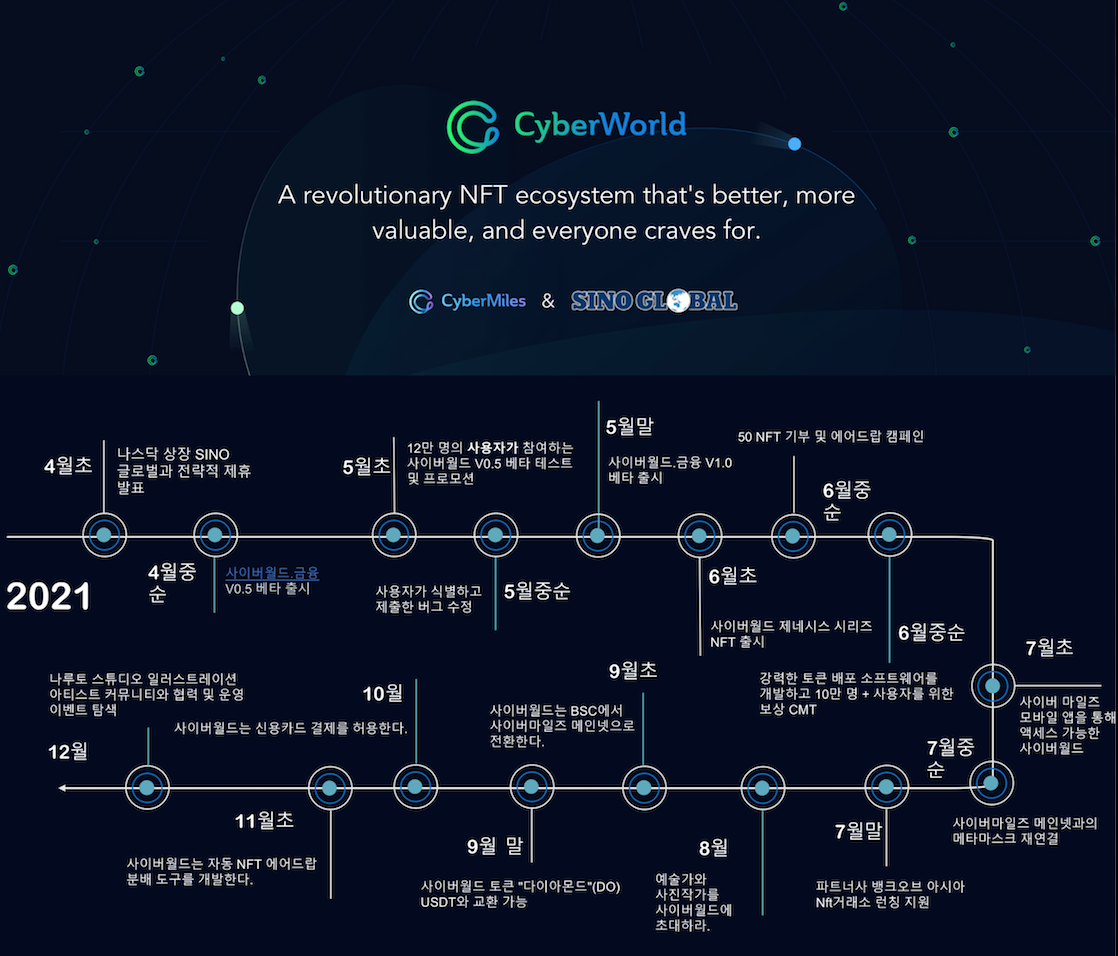 CyberWorld
A revolutionary NFT ecosystem that's better, more
valuable, and everyone craves for.
CyberMiles & SINO GLOBAL
2021
4월초
나스닥 상장 SINO
글로벌과 전략적 제휴
발표
4월중
순
사이버월드.금융
V0.5 베타 출시
5월초
12만 명의 사용자가 참여하는
사이버월드 V0.5 베타 테스트
및 프로모션
5월중순
사용자가 식별하고
제출한 버그 수정
5월말
사이버월드.금융 V1.0
베타 출시
6월초
사이버월드 제네시스 시리즈
NFT 출시
50 NFT 기부 및 에어드랍 캠페인
6월중
순
6월중순
강력한 토큰 배포 소프트웨어를
개발하고 10만 명 + 사용자를 위한
보상 CMT
7월초
사이버 마일즈
모바일 앱을 통해
액세스 가능한
사이버월드
7월중
순
사이버마일즈 메인넷과의
메타마스크 재연결
7월말
파트너사 뱅크오브 아시아
Nft거래소 런칭 지원
8월
예술가와
사진작가를
사이버월드에
초대하라.
9월초
사이버월드는 BSC에서
사이버마일즈 메인넷으로
전환한다.
9월 말
사이버월드 토큰 "다이아몬드"(DO)
USDT와 교환 가능
10월
사이버월드는 신용카드 결제를 허용한다.
11월초
사이버월드는 자동 NFT 에어드랍
분배 도구를 개발한다.
12월
나루토 스튜디오 일러스트레이션
아티스트 커뮤니티와 협력 및 운영
이벤트 탐색